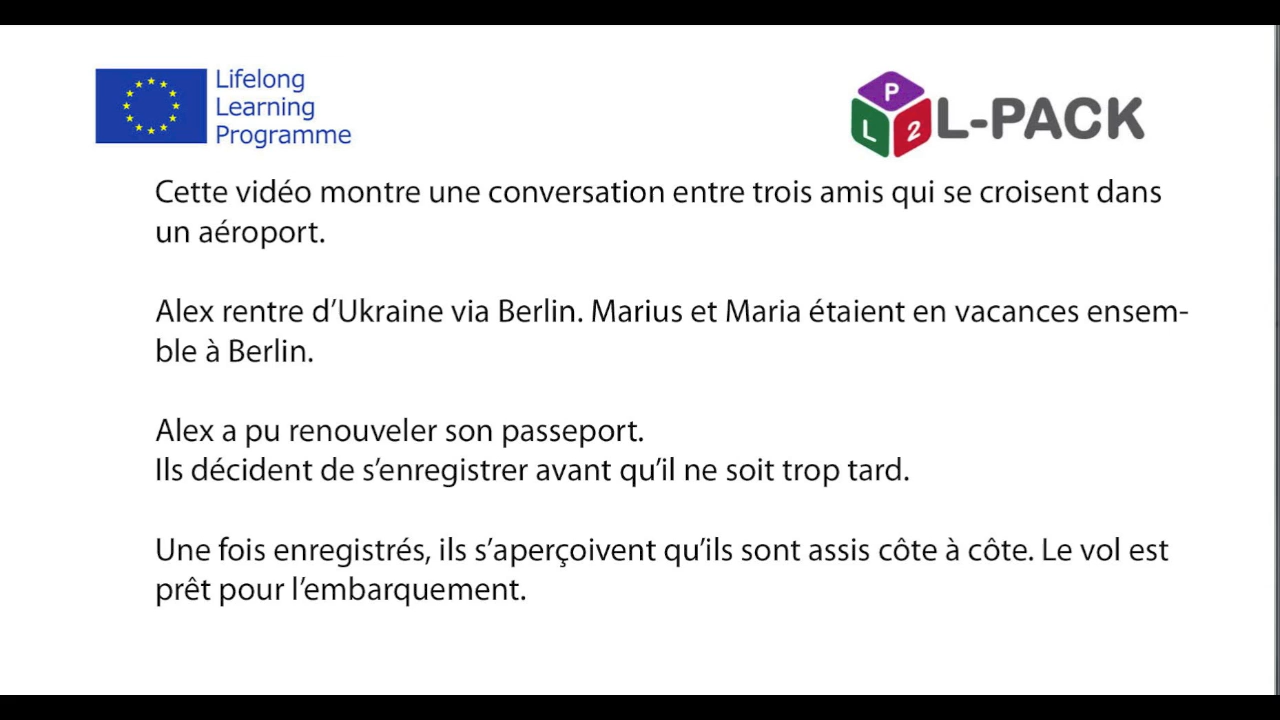 Lifelong
Learning
Programme
P
L
2
L-PACK
Cette vidéo montre une conversation entre trois amis qui se croisent dans
un aéroport.
Alex rentre d’Ukraine via Berlin. Marius et Maria étaient en vacances ensem-
ble à Berlin.
Alex a pu renouveler son passeport.
Ils décident de s’enregistrer avant qu’il ne soit trop tard.
Une fois enregistrés, ils s’aperçoivent qu’ils sont assis côte à côte. Le vol est
prêt pour l’embarquement.